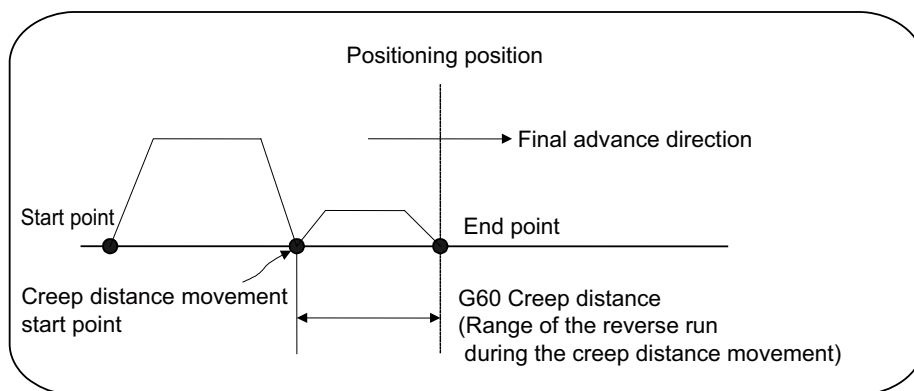 Positioning position
Final advance direction
Start point
End point
Creep distance movement
start point
G60 Creep distance
(Range of the reverse run
during the creep distance movement)